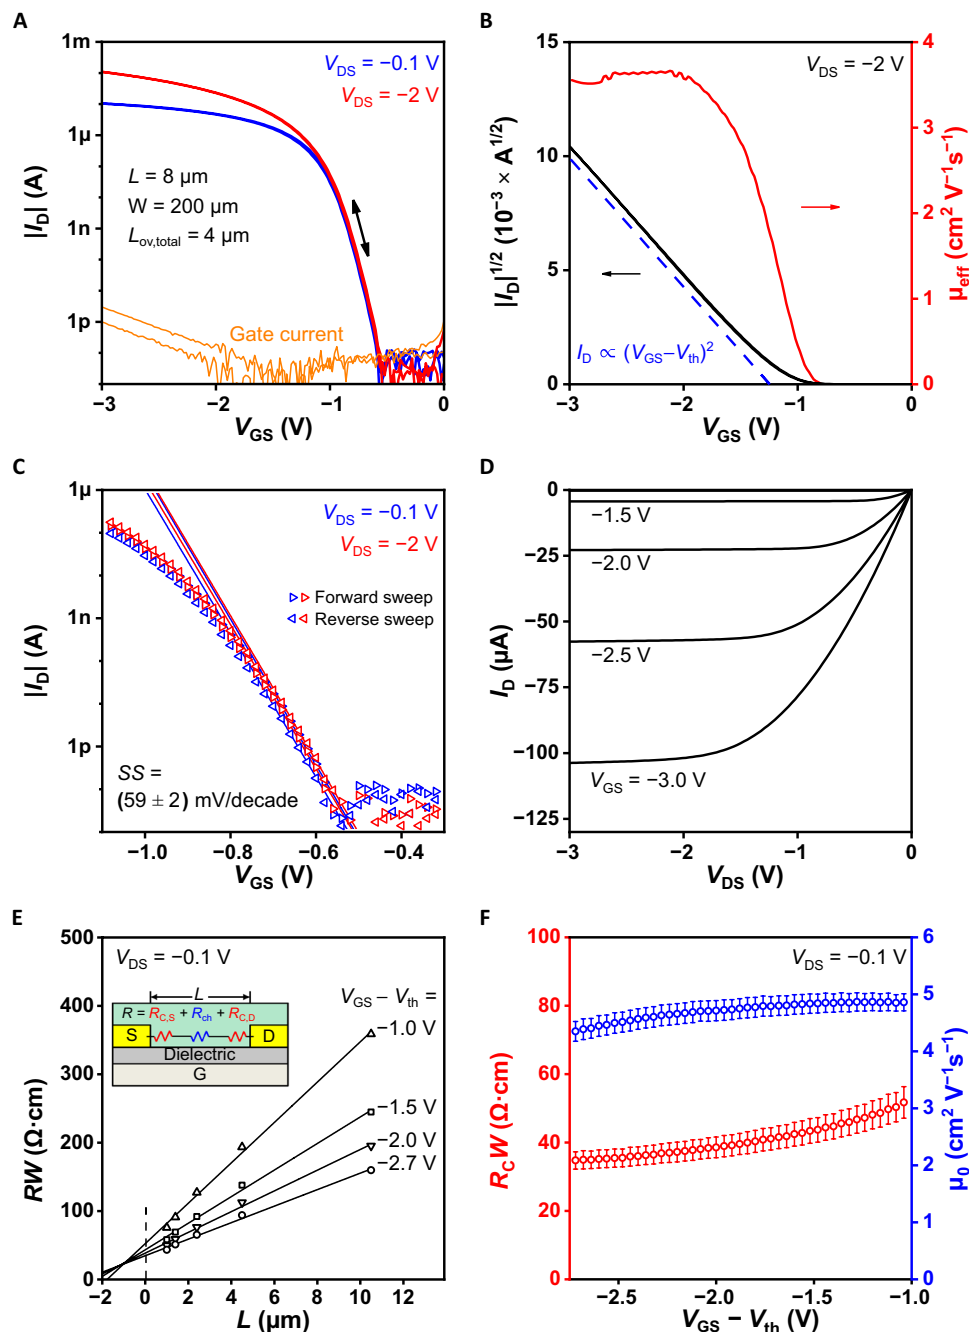 A
1m
1µ
1n
1p
|I_D| (A)
V_DS = −0.1 V
V_DS = −2 V
L = 8 µm
W = 200 µm
L_ov,total = 4 µm
Gate current
−3
−2
−1
0
V_GS (V)
B
15
10
5
0
|I_D|^1/2 (10^−3 × A^1/2)
V_DS = −2 V
I_D ∝ (V_GS−V_th)^2
4
3
2
1
0
µ_eff (cm^2 V^−1s^−1)
−3
−2
−1
0
V_GS (V)
C
1µ
1n
1p
|I_D| (A)
V_DS = −0.1 V
V_DS = −2 V
Forward sweep
Reverse sweep
SS =
(59 ± 2) mV/decade
−1.0
−0.8
−0.6
−0.4
V_GS (V)
D
0
−25
−50
−75
−100
−125
I_D (µA)
−1.5 V
−2.0 V
−2.5 V
V_GS = −3.0 V
−3
−2
−1
0
V_DS (V)
E
500
400
300
200
100
0
RW (Ω·cm)
V_DS = −0.1 V
V_GS − V_th =
−1.0 V
−1.5 V
−2.0 V
−2.7 V
L
R = R_C,S + R_ch + R_C,D
S
D
Dielectric
G
−2
0
2
4
6
8
10
12
L (µm)
F
100
80
60
40
20
0
R_C W (Ω·cm)
V_DS = −0.1 V
6
5
4
3
2
1
0
µ_0 (cm^2 V^−1s^−1)
−2.5
−2.0
−1.5
−1.0
V_GS − V_th (V)